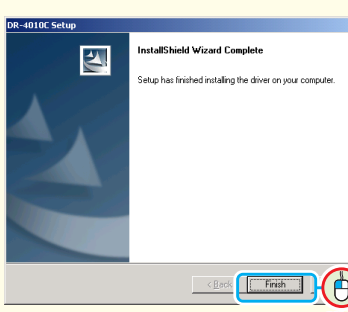 DR-4010C Setup
InstallShield Wizard Complete
Setup has finished installing the driver on your computer.
< Back
Finish